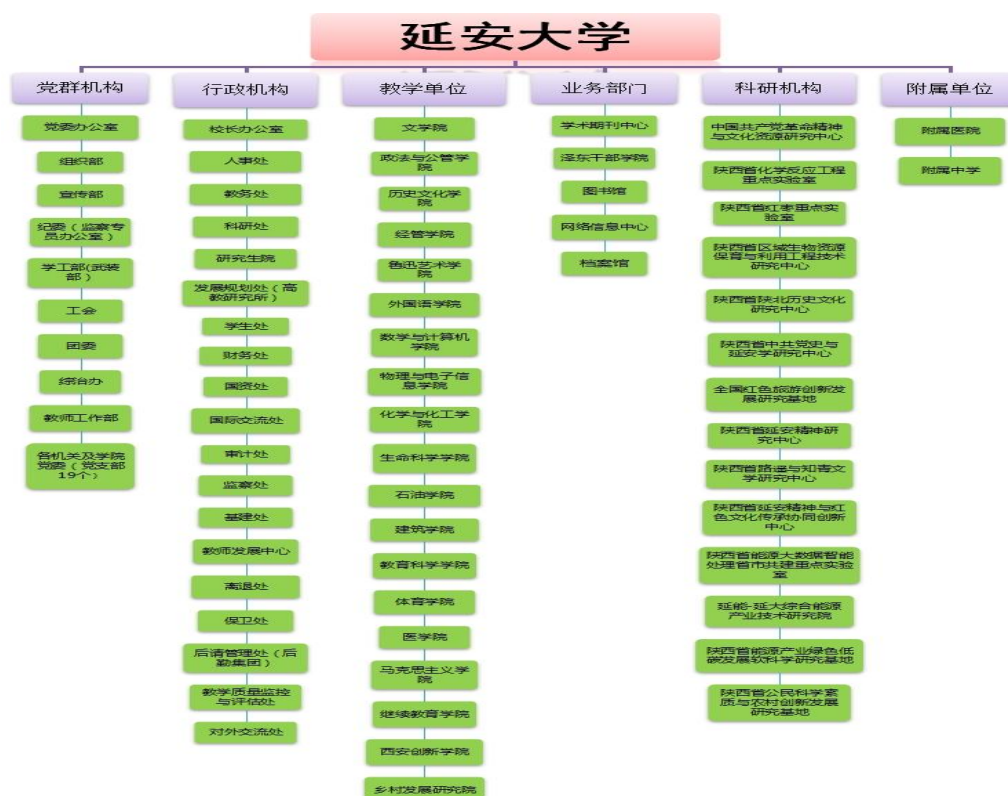 延安大学
党群机构
党委办公室
组织部
宣传部
纪委（监察专
员办公室）
学工部(武装
部）
工会
团委
综治办
教师工作部
各机关及学院
党委（党支部
19个）
行政机构
校长办公室
人事处
教务处
科研处
研究生院
发展规划处（高
教研究所）
学生处
财务处
国资处
国际交流处
审计处
监察处
基建处
教师发展中心
离退处
保卫处
后请管理处（后
勤集团）
教学质量监控
与评估处
对外交流处
教学单位
文学院
政法与公管学
院
历史文化学
院
经管学院
鲁迅艺术学
院
外国语学院
数学与计算机
学院
物理与电子信
息学院
化学与化工学
院
生命科学学院
石油学院
建筑学院
教育科学学院
体育学院
医学院
马克思主义学
院
继续教育学院
西安创新学院
乡村发展研究院
业务部门
学术期刊中心
泽东干部学院
图书馆
网络信息中心
档案馆
科研机构
中国共产党革命精神
与文化资源研究中心
陕西省化学反应工程
重点实验室
陕西省红枣重点实
验室
陕西省区域生物资源
保育与利用工程技术
研究中心
陕西省陕北历史文化
研究中心
陕西省中共党史与
延安学研究中心
全国红色旅游创新发
展研究基地
陕西省延安精神研
究中心
陕西省路遥与知青文
学研究中心
陕西省延安精神与红
色文化传承协同创新
中心
陕西省能源大数据智能
处理省市共建重点实验
室
延能-延大综合能源
产业技术研究院
陕西省能源产业绿色低
碳发展软科学研究基地
陕西省公民科学素
质与农村创新发展
研究基地
附属单位
附属医院
附属中学